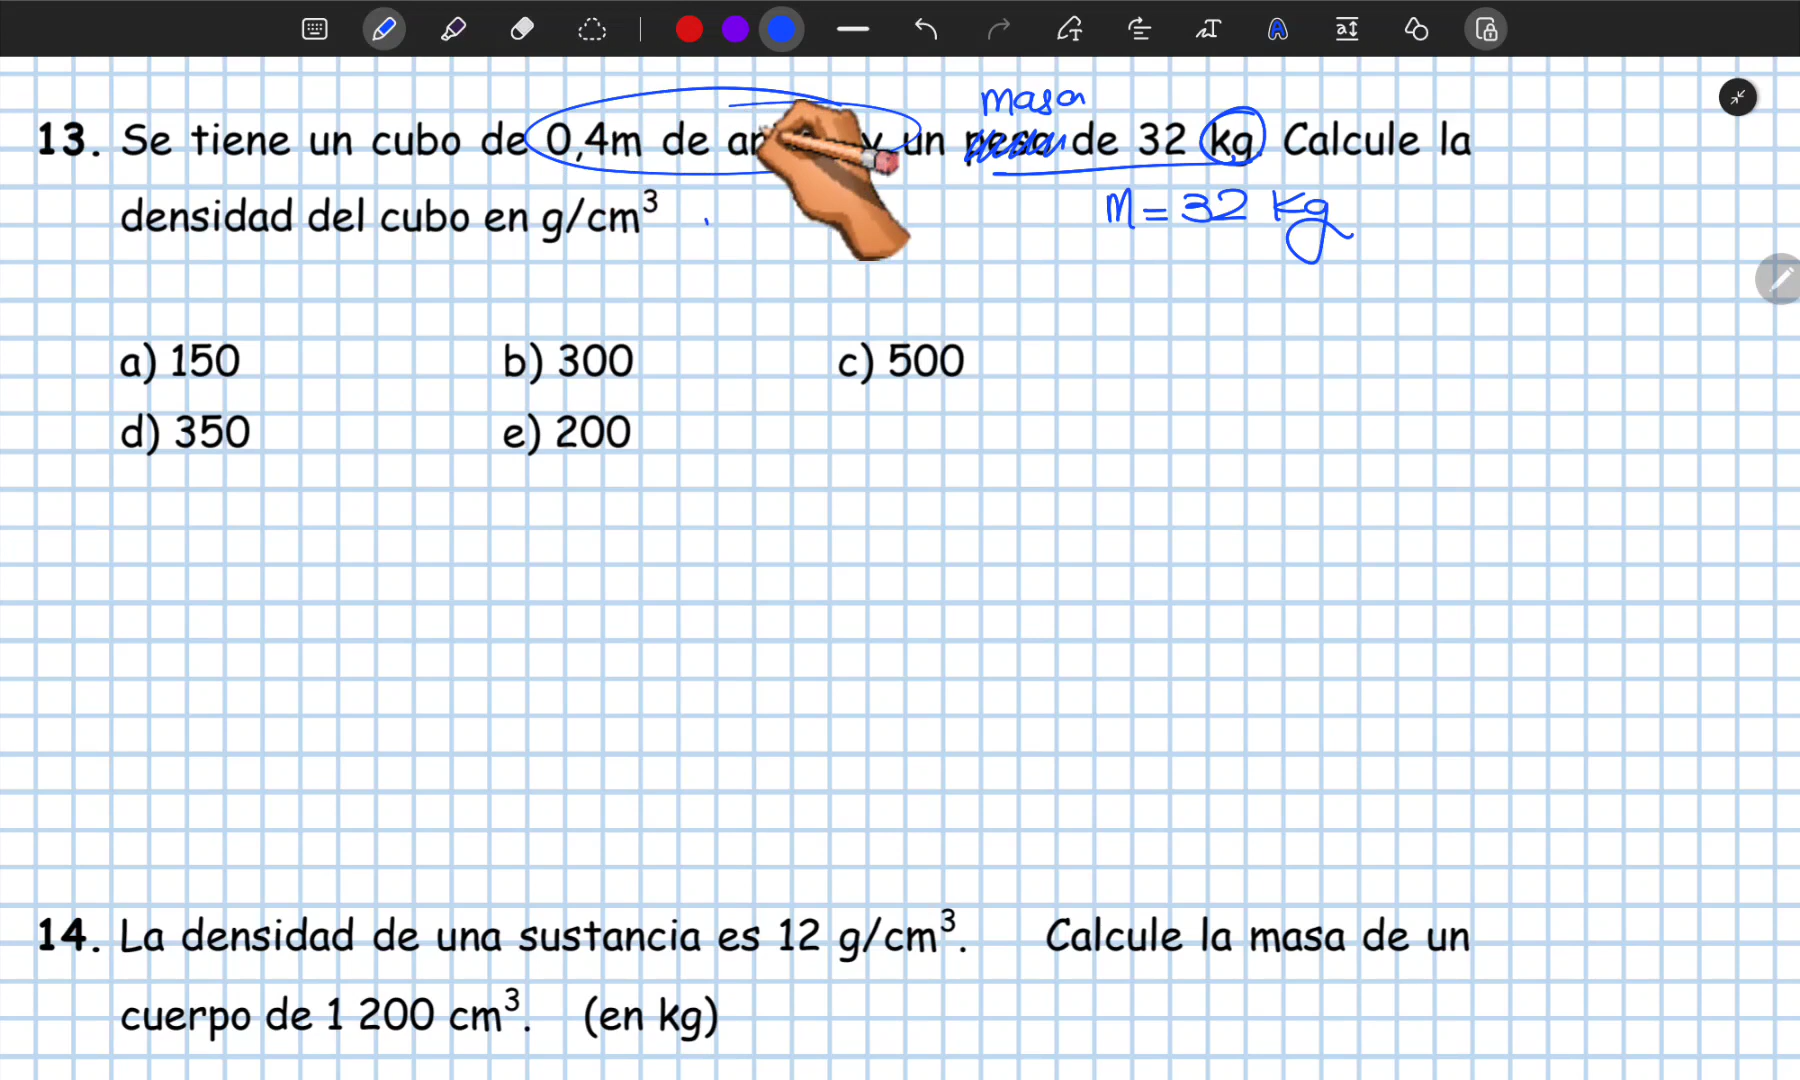 masa
13. Se tiene un cubo de 0,4m de un de 32 kg. Calcule la
m = 32 kg
densidad del cubo en g/cm³
a) 150 b) 300 c) 500
d) 350 e) 200
14. La densidad de una sustancia es 12 g/cm³. Calcule la masa de un
cuerpo de 1 200 cm³. (en kg)